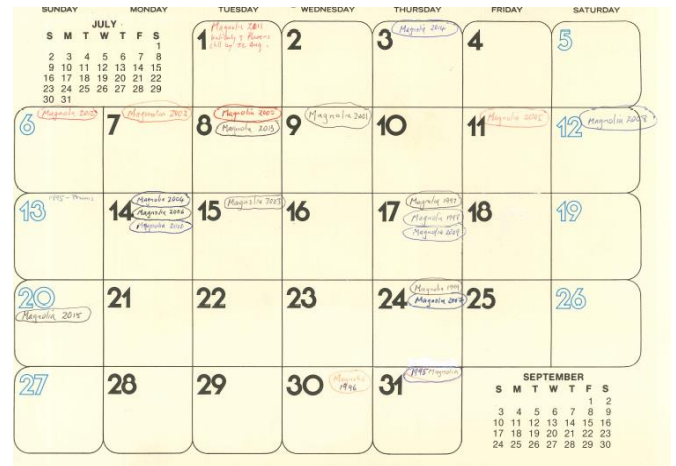 SUNDAY MONDAY TUESDAY WEDNESDAY THURSDAY FRIDAY SATURDAY
JULY
S M T W T F S
1
2 3 4 5 6 7 8
9 10 11 12 13 14 15
16 17 18 19 20 21 22
23 24 25 26 27 28 29
30 31
1 Magnolia 2011
2
3 Magnolia 2014
4
5
6 Magnolia
7 Magnolia 2002
8 Magnolia 2005
Magnolia 2013
9 Magnolia 2001
10
11 Magnolia
12 Magnolia 2008
13 1995 -
14 Magnolia 2004
Magnolia 2006
Magnolia 2010
15 Magnolia 2003
16
17 Magnolia 1997
Magnolia 1998
Magnolia 2009
18
19
20
Magnolia 2015
21
22
23
24 Magnolia 1999
Magnolia 2007
25
26
27
28
29
30 Magnolia
1996
31 1995 Magnolia
SEPTEMBER
S M T W T F S
1 2
3 4 5 6 7 8 9
10 11 12 13 14 15 16
17 18 19 20 21 22 23
24 25 26 27 28 29 30